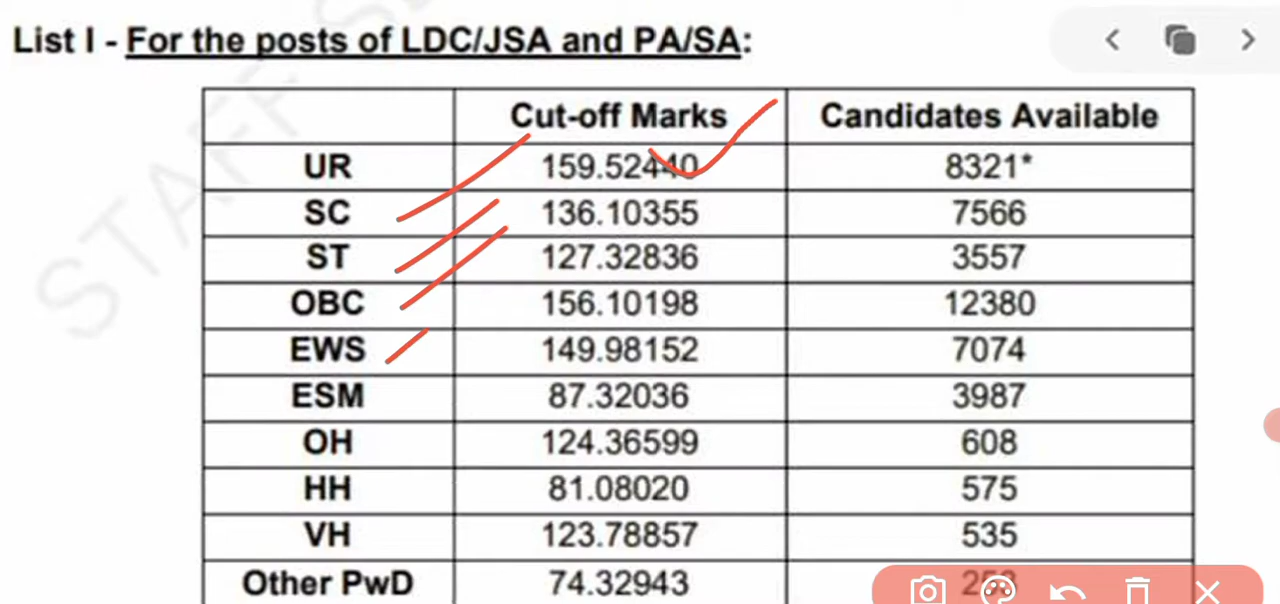 List I - For the posts of LDC/JSA and PA/SA:
Cut-off Marks Candidates Available
UR 159.52440 8321*
SC 136.10355 7566
ST 127.32836 3557
OBC 156.10198 12380
EWS 149.98152 7074
ESM 87.32036 3987
OH 124.36599 608
HH 81.08020 575
VH 123.78857 535
Other PwD 74.32943
STAFF